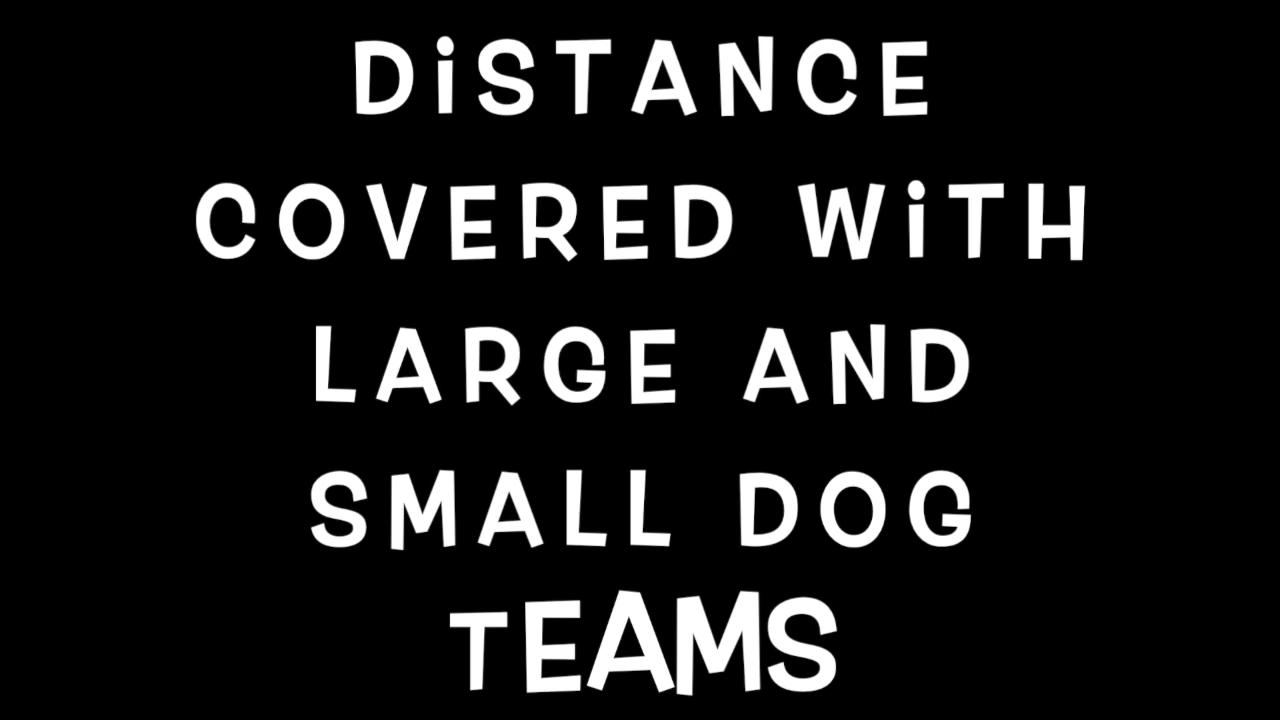 DiSTANCE
COVERED WiTH
LARGE AND
SMALL DOG
TEAMS